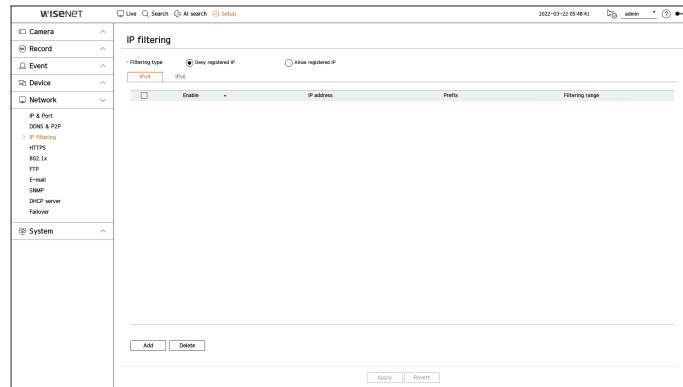 WISENET
Live Search AI search Setup 2022-03-22 05:48:41 admin ?
Camera
Record
Event
Device
Network
IP & Port
DDNS & P2P
> IP filtering
HTTPS
802.1x
FTP
E-mail
SNMP
DHCP server
Failover
System
IP filtering
· Filtering type Deny registered IP Allow registered IP
IPv4 IPv6
Enable IP address Prefix Filtering range
Add Delete
Apply Revert